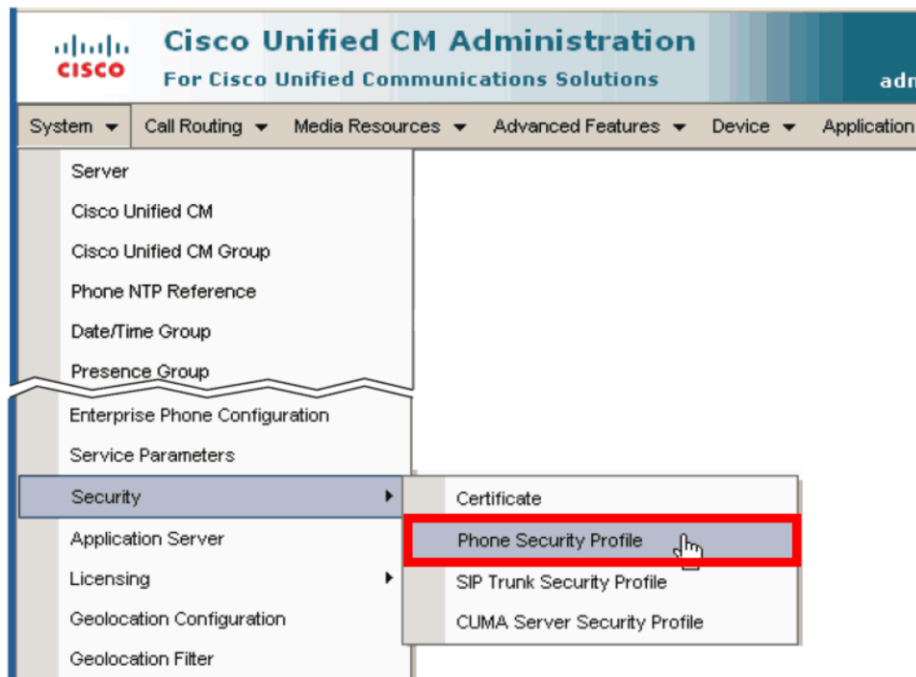 CISCO
Cisco Unified CM Administration
For Cisco Unified Communications Solutions
adm
System Call Routing Media Resources Advanced Features Device Application
Server
Cisco Unified CM
Cisco Unified CM Group
Phone NTP Reference
Date/Time Group
Presence Group
Enterprise Phone Configuration
Service Parameters
Security
Certificate
Application Server
Phone Security Profile
Licensing
SIP Trunk Security Profile
Geolocation Configuration
CUMA Server Security Profile
Geolocation Filter